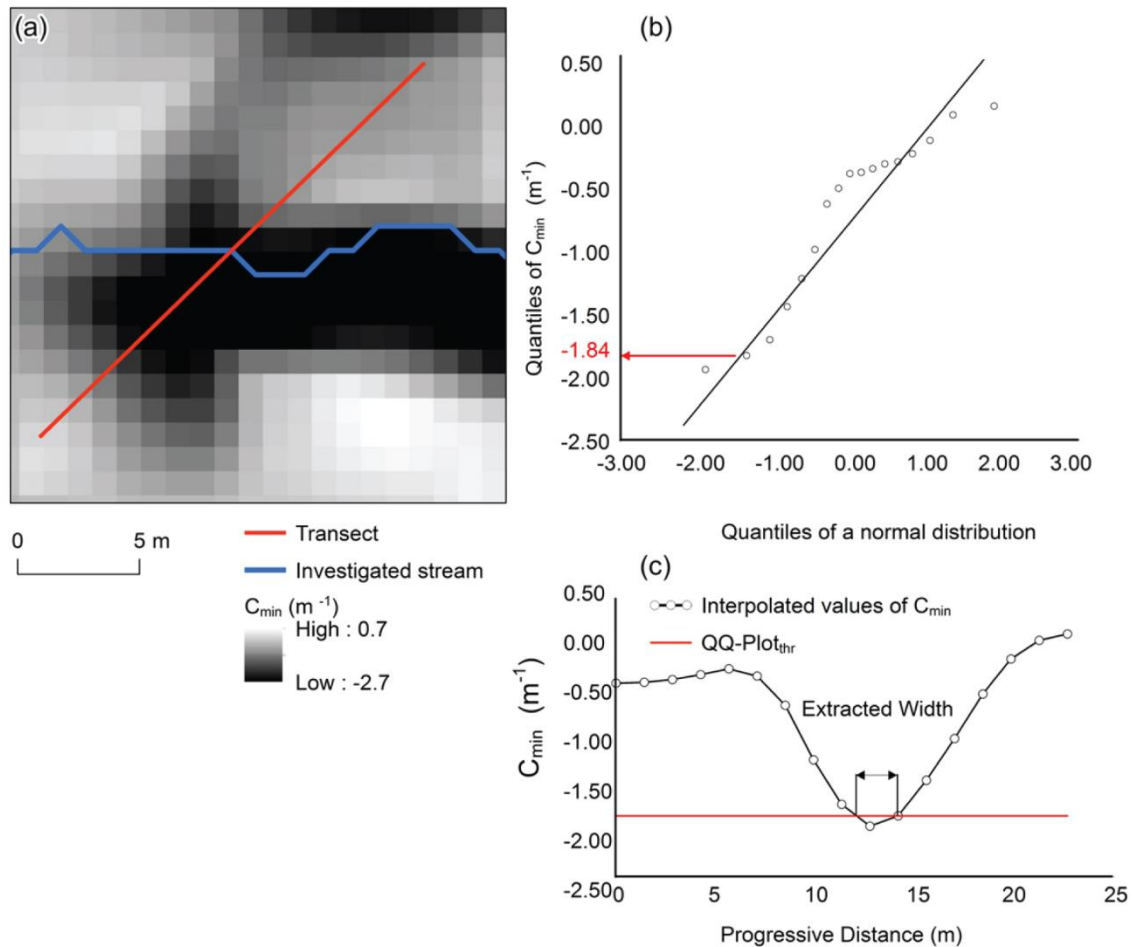 (a)
0 5 m
Transect
Investigated stream
Cmin (m -1)
High : 0.7
Low : -2.7
(b)
Quantiles of Cmin (m-1)
0.50
0.00
-0.50
-1.00
-1.50
-1.84
-2.00
-2.50
-3.00 -2.00 -1.00 0.00 1.00 2.00 3.00
Quantiles of a normal distribution
(c)
Cmin (m-1)
0.50
0.00
-0.50
-1.00
-1.50
-2.00
-2.50
Interpolated values of Cmin
QQ-Plotthr
Extracted Width
0 5 10 15 20 25
Progressive Distance (m)